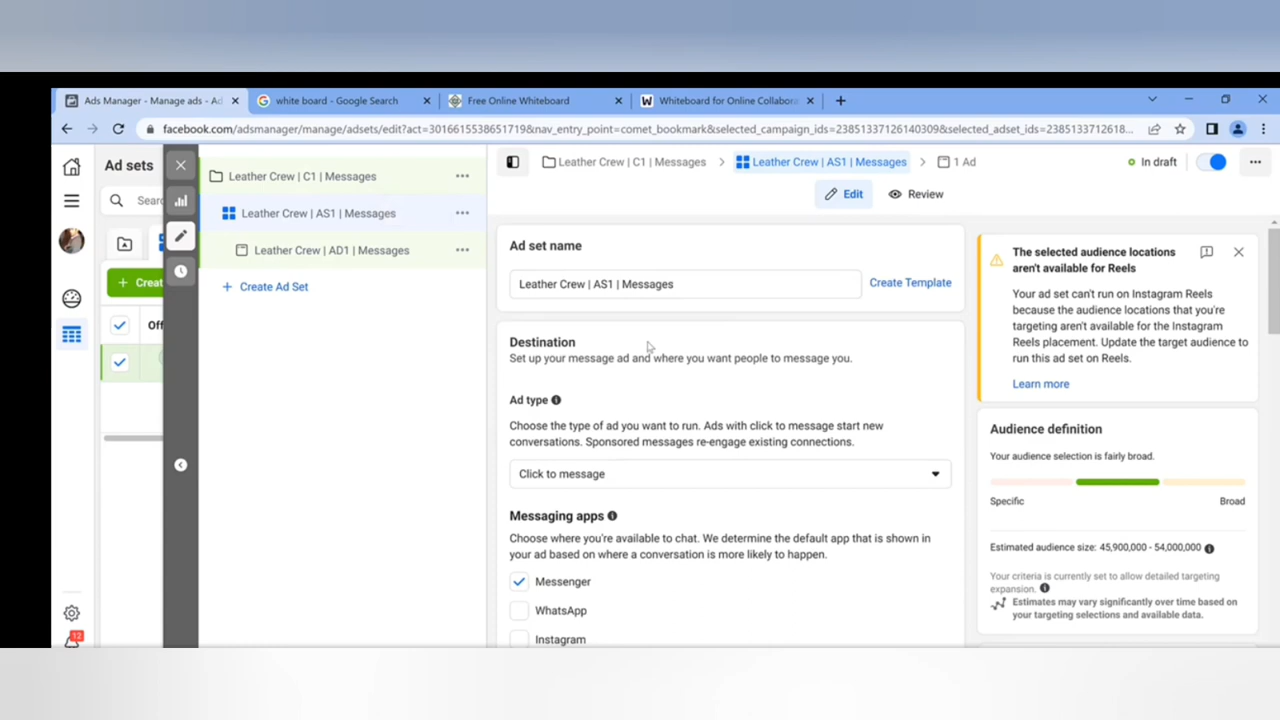 Ads Manager - Manage ads - Ad
white board - Google Search
Free Online Whiteboard
Whiteboard for Online Collabora
facebook.com/adsmanager/manage/adsets/edit?act=3016615538651719&nav_entry_point=comet_bookmark&selected_campaign_ids=23851337126140309&selected_adset_ids=2385133712618...
Ad sets
Leather Crew | C1 | Messages
Leather Crew | AS1 | Messages
1 Ad
In draft
Leather Crew | C1 | Messages
Edit
Review
Sear
Leather Crew | AS1 | Messages
Leather Crew | AD1 | Messages
Create Ad Set
+ Creat
Off
12
Ad set name
Leather Crew | AS1 | Messages
Create Template
Destination
Set up your message ad and where you want people to message you.
Ad type
Choose the type of ad you want to run. Ads with click to message start new
conversations. Sponsored messages re-engage existing connections.
Click to message
Messaging apps
Choose where you're available to chat. We determine the default app that is shown in
your ad based on where a conversation is more likely to happen.
Messenger
WhatsApp
Instagram
The selected audience locations
aren't available for Reels
Your ad set can't run on Instagram Reels
because the audience locations that you're
targeting aren't available for the Instagram
Reels placement. Update the target audience to
run this ad set on Reels.
Learn more
Audience definition
Your audience selection is fairly broad.
Specific
Broad
Estimated audience size: 45,900,000 - 54,000,000
Your criteria is currently set to allow detailed targeting
expansion.
Estimates may vary significantly over time based on
your targeting selections and available data.